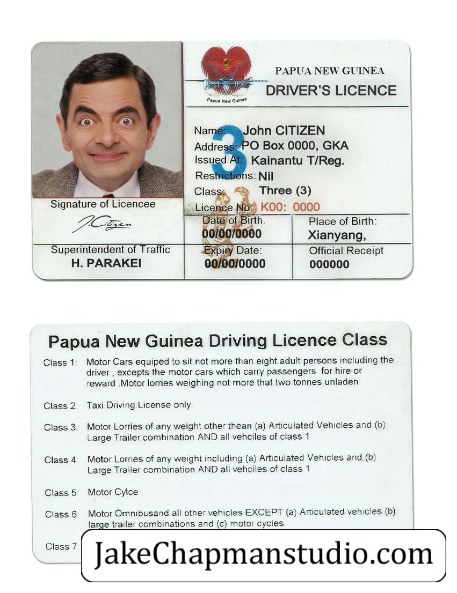 PAPUA NEW GUINEA
DRIVER'S LICENCE
Papua New Guinea
3
Name: John CITIZEN
Address: PO Box 0000, GKA
Issued At: Kainantu T/Reg.
Restrictions: Nil
Class: Three (3)
Licence No: K00: 0000
Signature of Licencee
J. Citizen
Date of Birth. Place of Birth:
00/00/0000 Xianyang,
Superintendent of Traffic Expiry Date: Official Receipt
H. PARAKEI 00/00/0000 000000
Papua New Guinea Driving Licence Class
Class 1: Motor Cars equiped to sit not more than eight adult persons including the
driver , excepts the motor cars which carry passengers for hire or
reward .Motor lorries weighing not more that two tonnes unladen
Class 2 Taxi Driving License only.
Class 3 Motor Lorries of any weight other thean (a) Articulated Vehicles and (b)
Large Trailer combination AND all vehciles of class 1
Class 4 Motor Lorries of any weight including (a) Articulated Vehicles and,(b)
Large Trailer combination AND all vehciles of class 1
Class 5 Motor Cylce
Class 6 Motor Omnibusand all other vehicles EXCEPT (a) Articulated vehicles (b)
large trailer combinations and (c) motor cycles
Class 7
JakeChapmanstudio.com